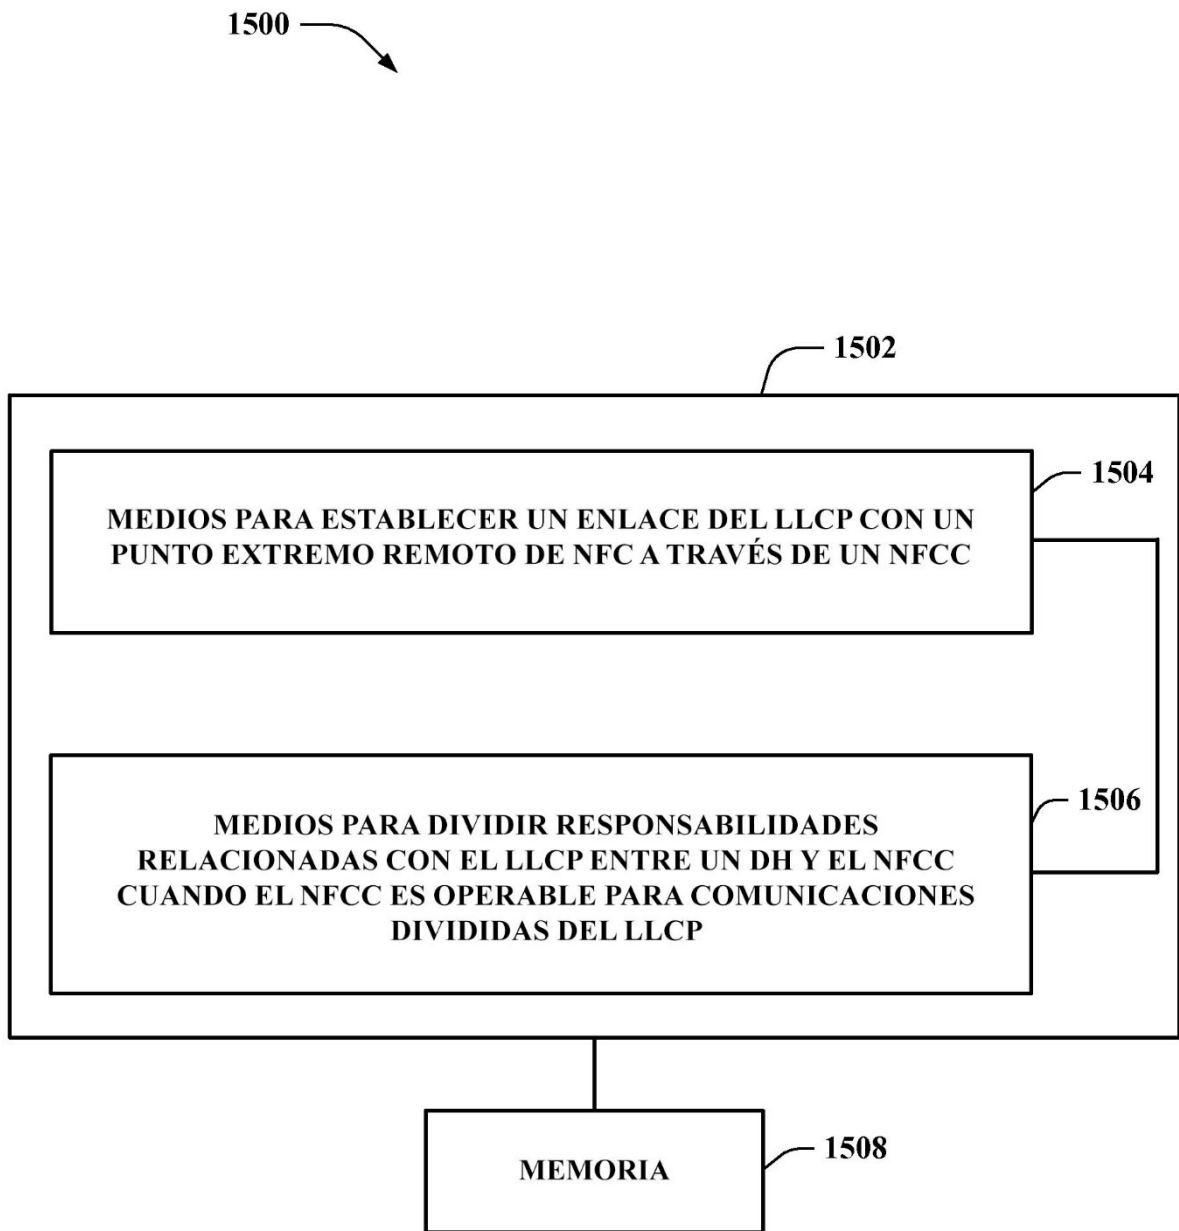 1500
1502
1504
MEDIOS PARA ESTABLECER UN ENLACE DEL LLCP CON UN
PUNTO EXTREMO REMOTO DE NFC A TRAVÉS DE UN NFCC
1506
MEDIOS PARA DIVIDIR RESPONSABILIDADES
RELACIONADAS CON EL LLCP ENTRE UN DH Y EL NFCC
CUANDO EL NFCC ES OPERABLE PARA COMUNICACIONES
DIVIDIDAS DEL LLCP
1508
MEMORIA